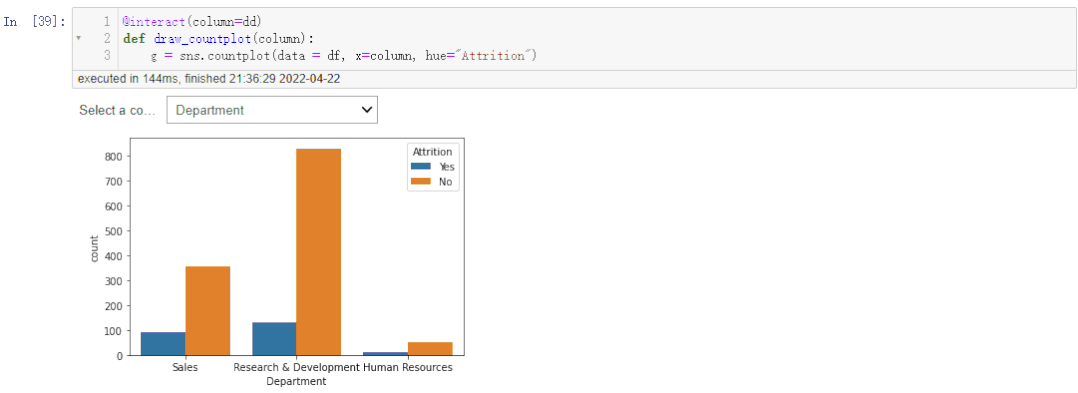 In [39]:
1 @interact(column=dd)
2 def draw_countplot(column):
3 g = sns.countplot(data = df, x=column, hue="Attrition")
executed in 144ms, finished 21:36:29 2022-04-22
Select a co... Department
Attrition
Yes
No
800
700
600
500
400
300
200
100
0
count
Sales Research & Development Human Resources
Department